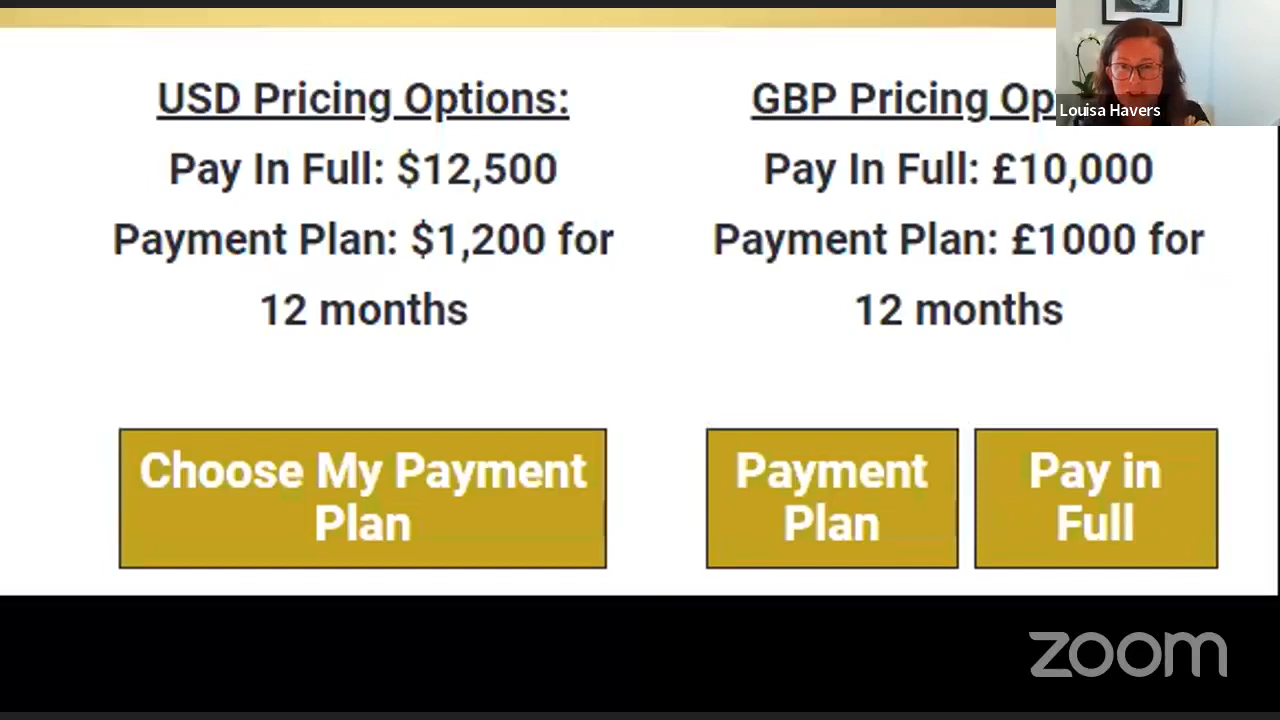 USD Pricing Options:
Pay In Full: $12,500
Payment Plan: $1,200 for
12 months
Choose My Payment
Plan
GBP Pricing
Pay In Full: £10,000
Payment Plan: £1000 for
12 months
Payment
Plan
Pay in
Full
Louisa Havers
zoom